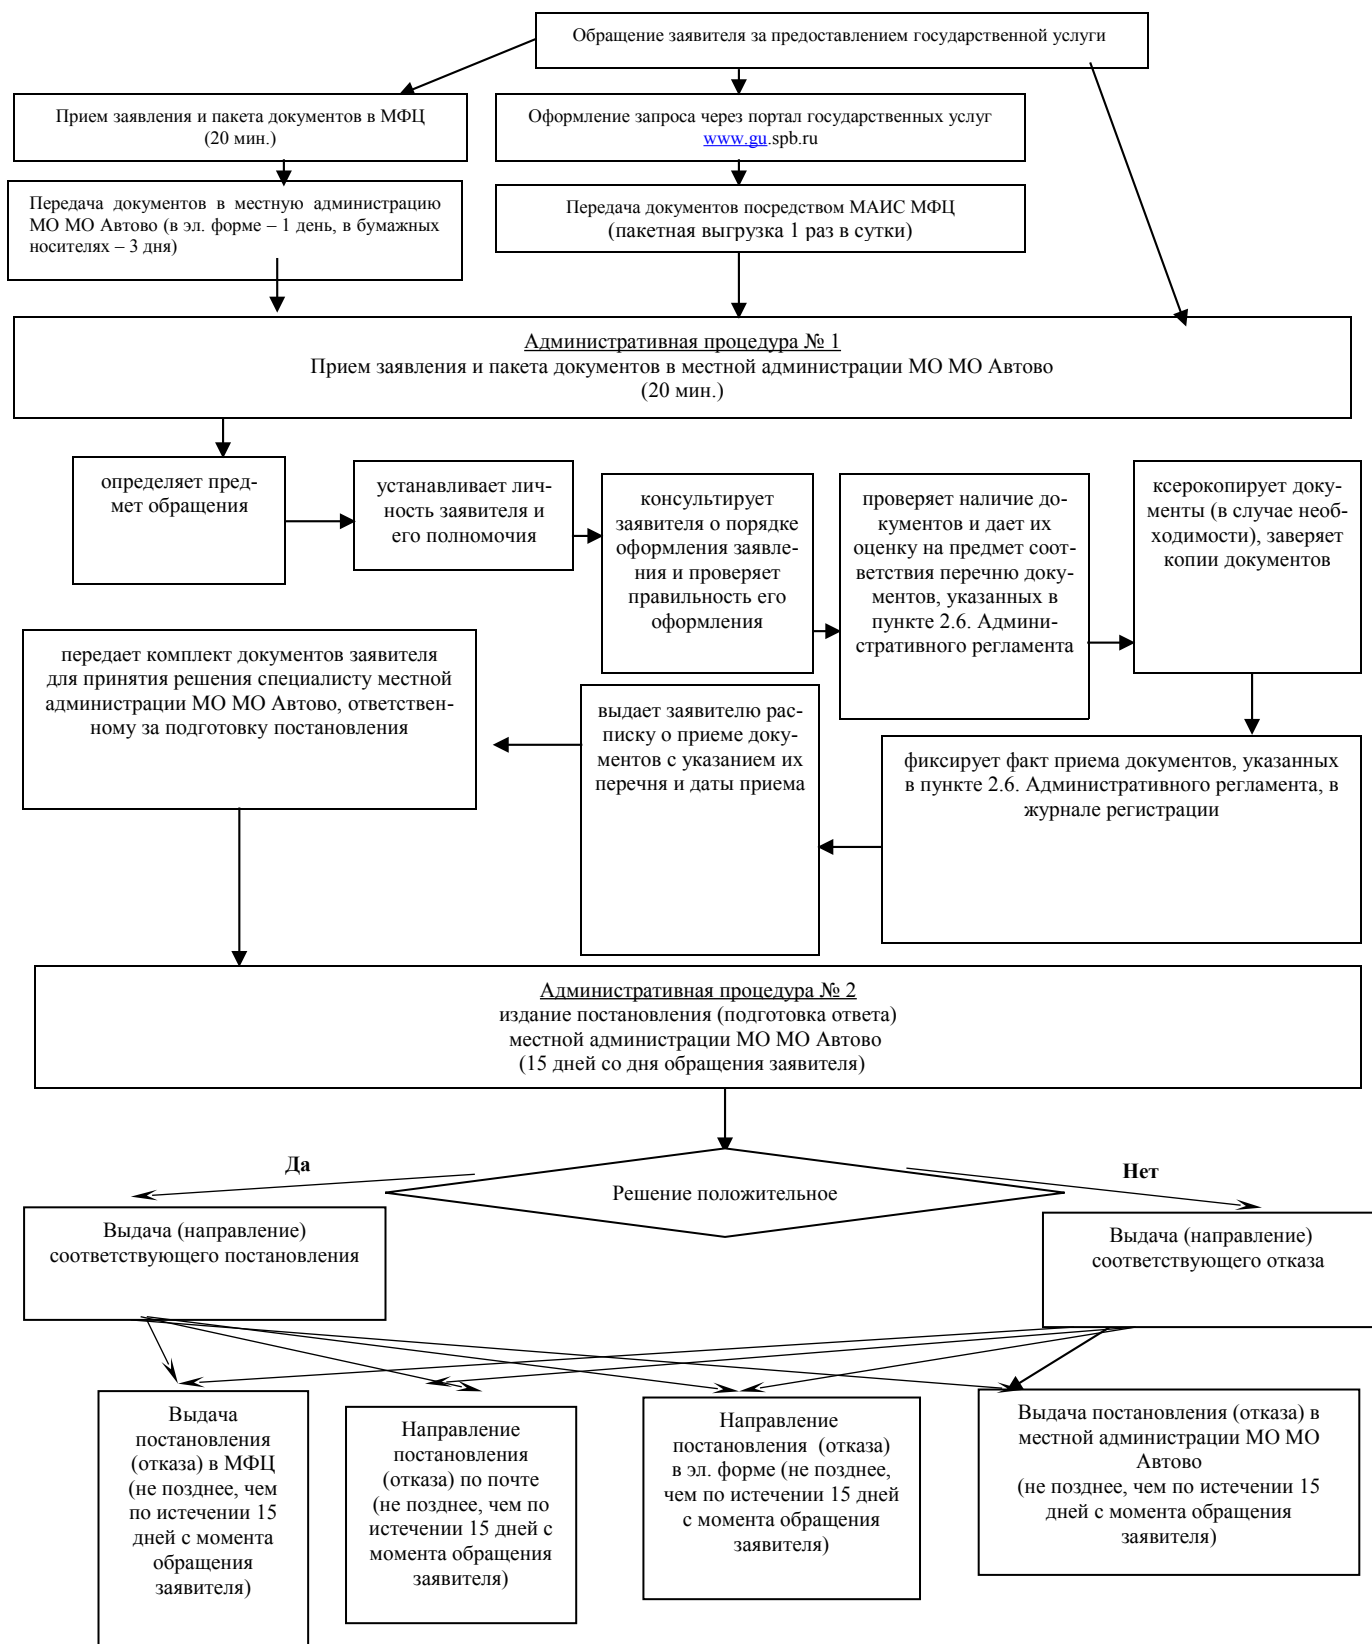 Обращение заявителя за предоставлением государственной услуги
Прием заявления и пакета документов в МФЦ
(20 мин.)
Оформление запроса через портал государственных услуг
www.gu.spb.ru
Передача документов в местную администрацию
МО МО Автово (в эл. форме – 1 день, в бумажных
носителях – 3 дня)
Передача документов посредством МАИС МФЦ
(пакетная выгрузка 1 раз в сутки)
Административная процедура № 1
Прием заявления и пакета документов в местной администрации МО МО Автово
(20 мин.)
определяет пред-
мет обращения
устанавливает лич-
ность заявителя и
его полномочия
консультирует
заявителя о порядке
оформления заявле-
ния и проверяет
правильность его
оформления
проверяет наличие до-
кументов и дает их
оценку на предмет соот-
ветствия перечню доку-
ментов, указанных в
пункте 2.6. Админи-
стративного регламента
ксерокопирует доку-
менты (в случае необ-
ходимости), заверяет
копии документов
передает комплект документов заявителя
для принятия решения специалисту местной
администрации МО МО Автово, ответствен-
ному за подготовку постановления
выдает заявителю рас-
писку о приеме доку-
ментов с указанием их
перечня и даты приема
фиксирует факт приема документов, указанных
в пункте 2.6. Административного регламента, в
журнале регистрации
Административная процедура № 2
издание постановления (подготовка ответа)
местной администрации МО МО Автово
(15 дней со дня обращения заявителя)
Да
Нет
Решение положительное
Выдача (направление)
соответствующего постановления
Выдача (направление)
соответствующего отказа
Выдача
постановления
(отказа) в МФЦ
(не позднее, чем
по истечении 15
дней с момента
обращения
заявителя)
Направление
постановления
(отказа) по почте
(не позднее, чем по
истечении 15 дней с
момента обращения
заявителя)
Направление
постановления (отказа)
в эл. форме (не позднее,
чем по истечении 15 дней
с момента обращения
заявителя)
Выдача постановления (отказа) в
местной администрации МО МО
Автово
(не позднее, чем по истечении 15
дней с момента обращения
заявителя)